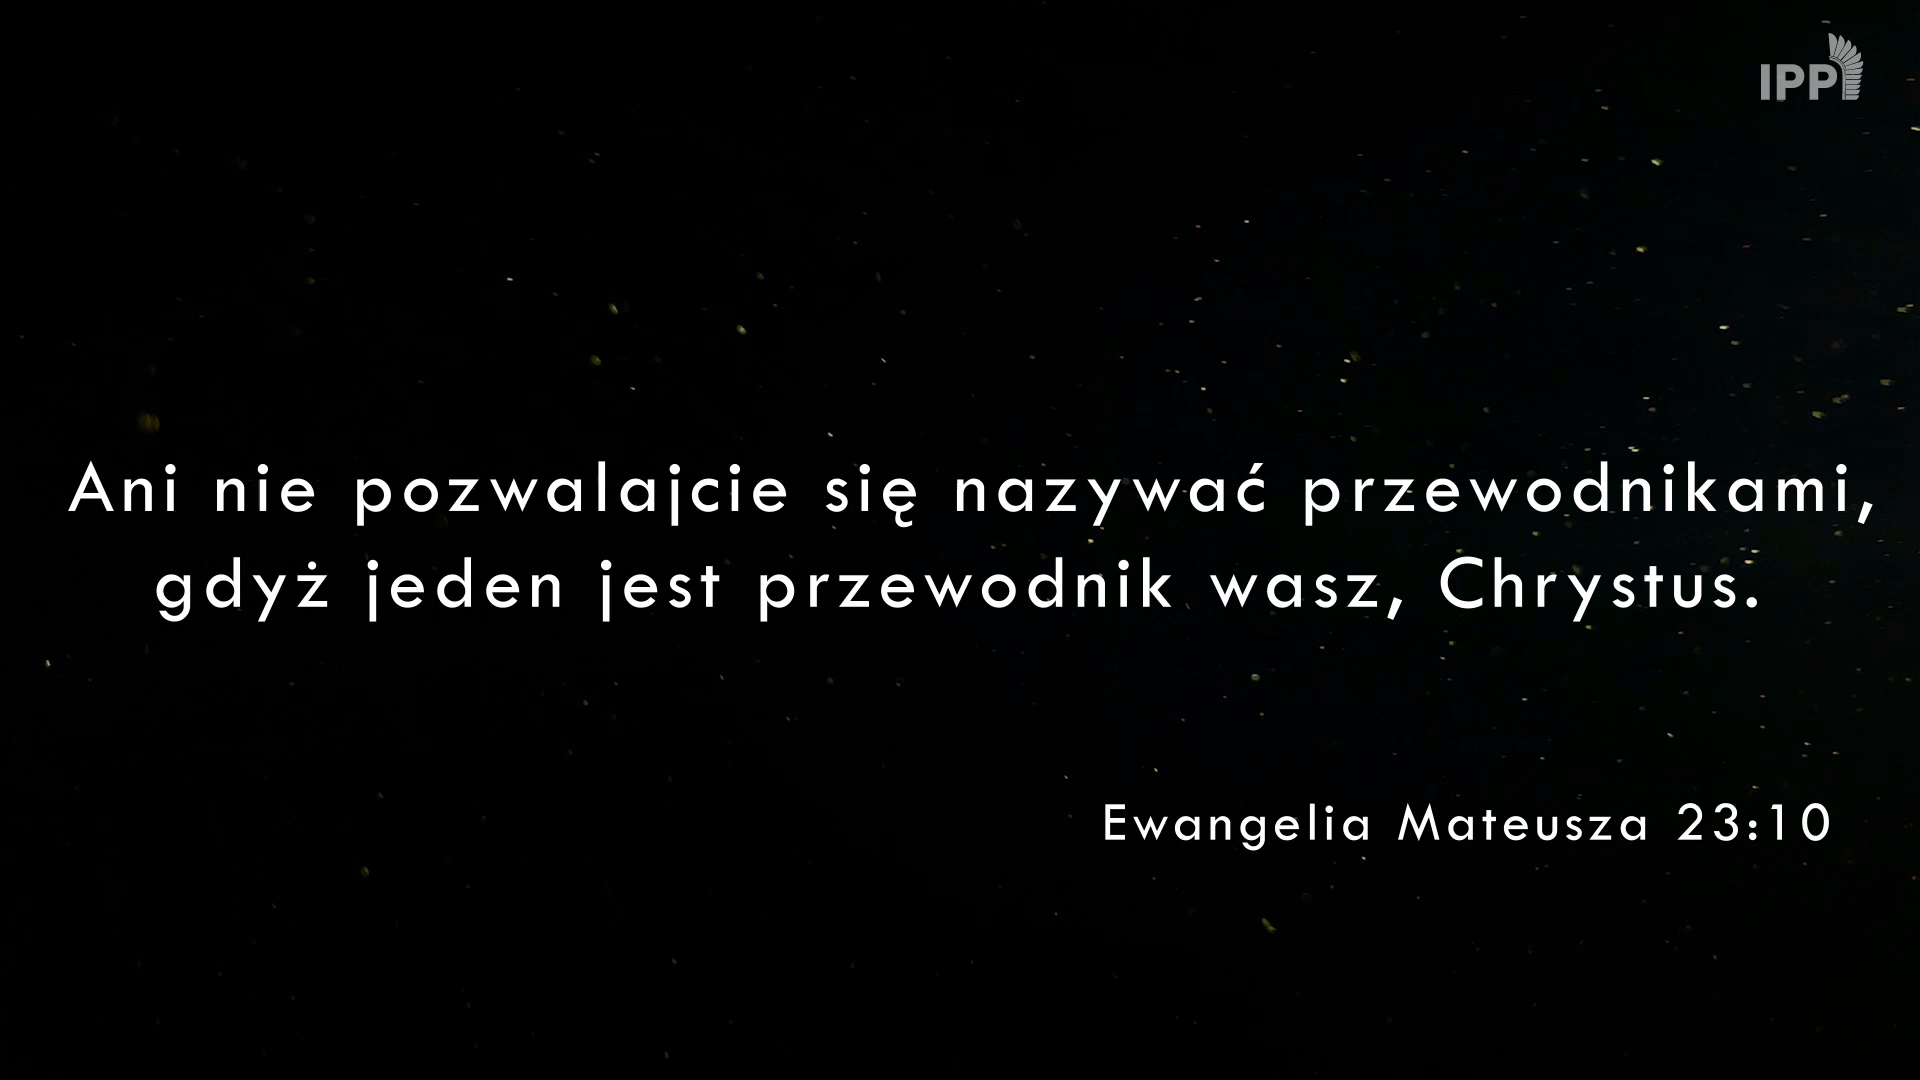 IPP
Ani nie pozwalajcie się nazywać przewodnikami,
gdyż jeden jest przewodnik wasz, Chrystus.
Ewangelia Mateusza 23:10